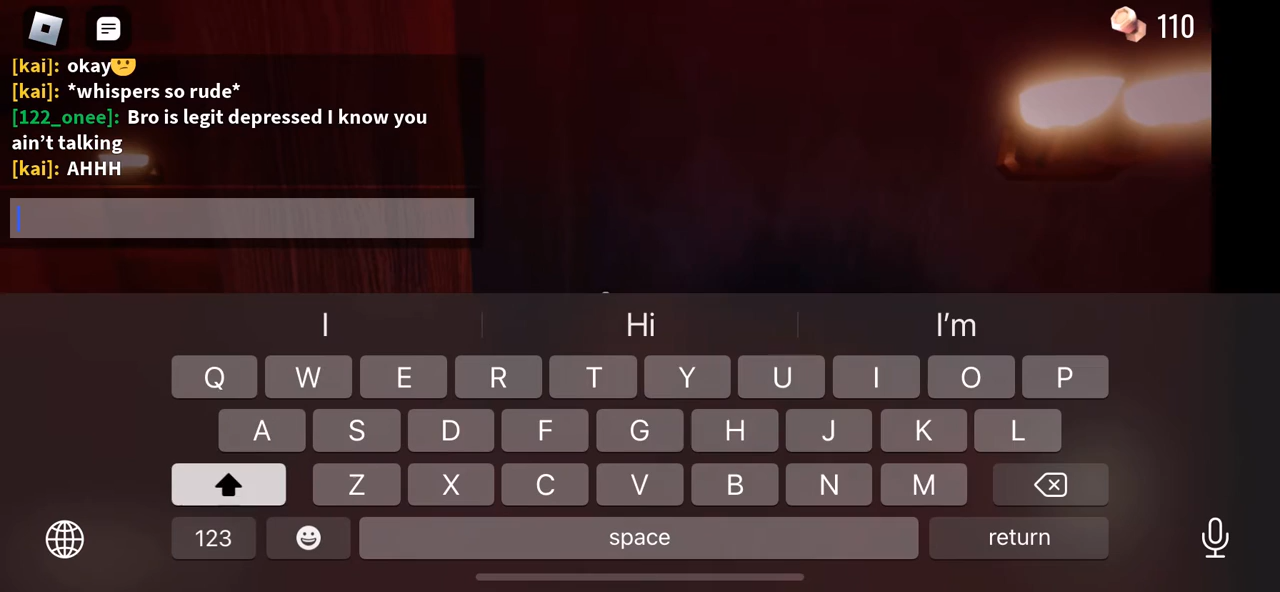 110
[kai]: okay😕
[kai]: *whispers so rude*
[122_onee]: Bro is legit depressed I know you
ain't talking
[kai]: AHHH
I Hi I'm
Q W E R T Y U I O P
A S D F G H J K L
Z X C V B N M
123 space return